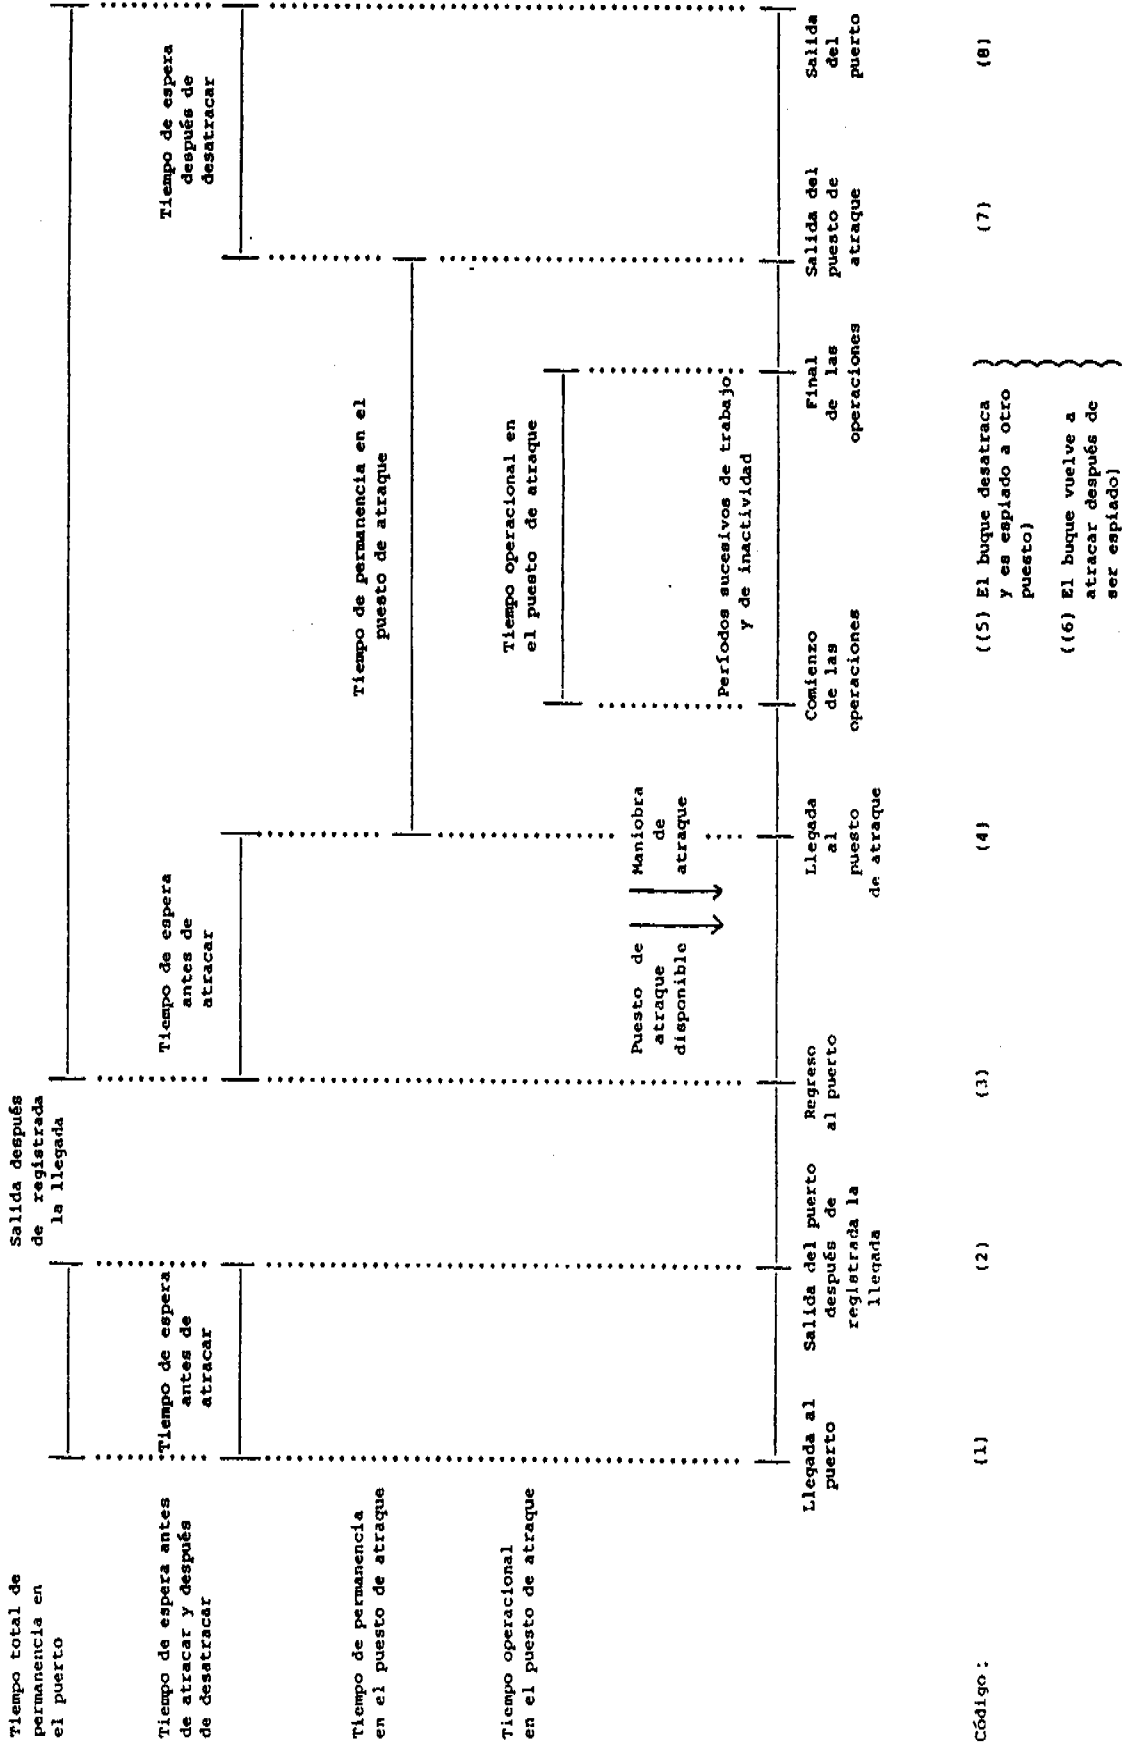 Salida después
de registrada
la llegada
Tiempo total de
permanencia en
el puerto
Tiempo de espera antes
de atracar y después
de desatracar
Tiempo de espera
antes de
atracar
Tiempo de espera
antes de
atracar
Tiempo de espera
después de
desatracar
Tiempo de permanencia
en el puesto de atraque
Tiempo de permanencia en el
puesto de atraque
Tiempo operacional
en el puesto de atraque
Tiempo operacional en
el puesto de atraque
Puesto de
atraque
disponible
Maniobra
de
atraque
Períodos sucesivos de trabajo
y de inactividad
Llegada al
puerto
Salida del puerto
después de
registrada la
llegada
Regreso
al puerto
Llegada
al
puesto
de atraque
Comienzo
de las
operaciones
Final
de las
operaciones
Salida del
puesto de
atraque
Salida
del
puerto
Código:
(1)
(2)
(3)
(4)
((5) El buque desatraca
y es espiado a otro
puesto)
((6) El buque vuelve a
atracar después de
ser espiado)
(7)
(8)